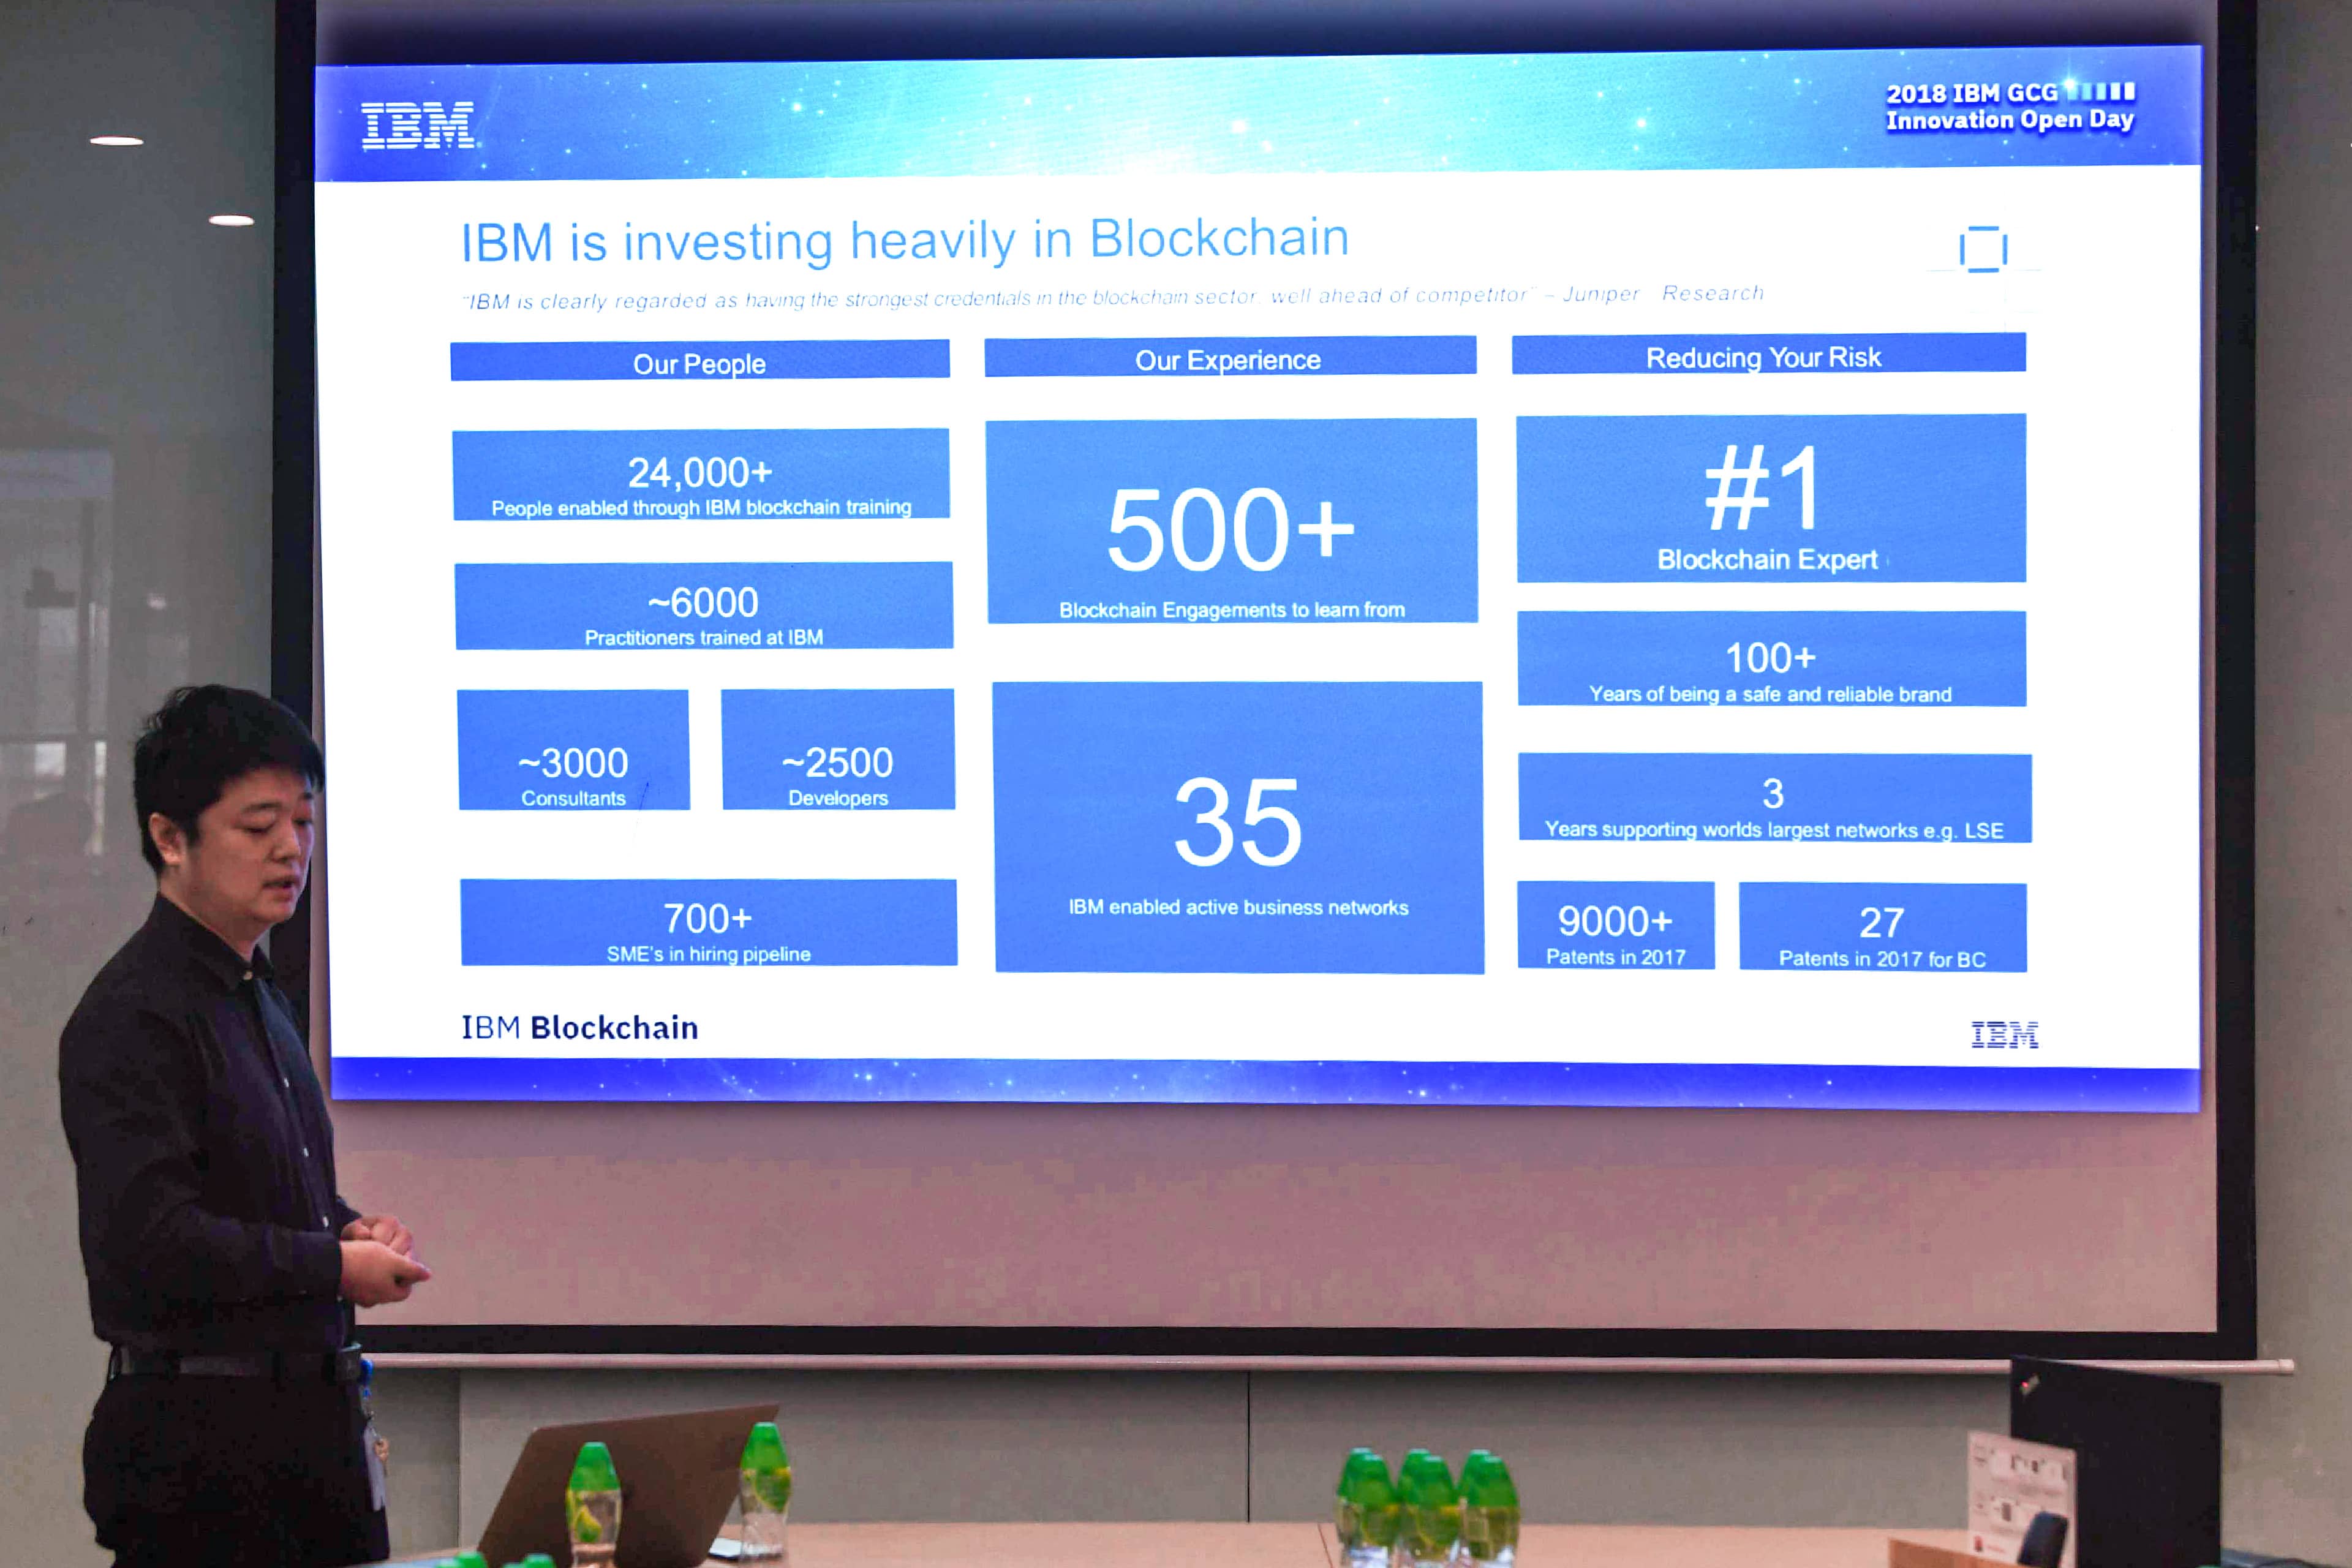 IBM
2018 IBM GCG
Innovation Open Day
IBM is investing heavily in Blockchain
"IBM is clearly regarded as having the strongest credentials in the blockchain sector, well ahead of competitor" – Juniper Research
Our People
24,000+
People enabled through IBM blockchain training
~6000
Practitioners trained at IBM
~3000
Consultants
~2500
Developers
700+
SME's in hiring pipeline
Our Experience
500+
Blockchain Engagements to learn from
35
IBM enabled active business networks
Reducing Your Risk
#1
Blockchain Expert
100+
Years of being a safe and reliable brand
3
Years supporting worlds largest networks e.g. LSE
9000+
Patents in 2017
27
Patents in 2017 for BC
IBM Blockchain
IBM